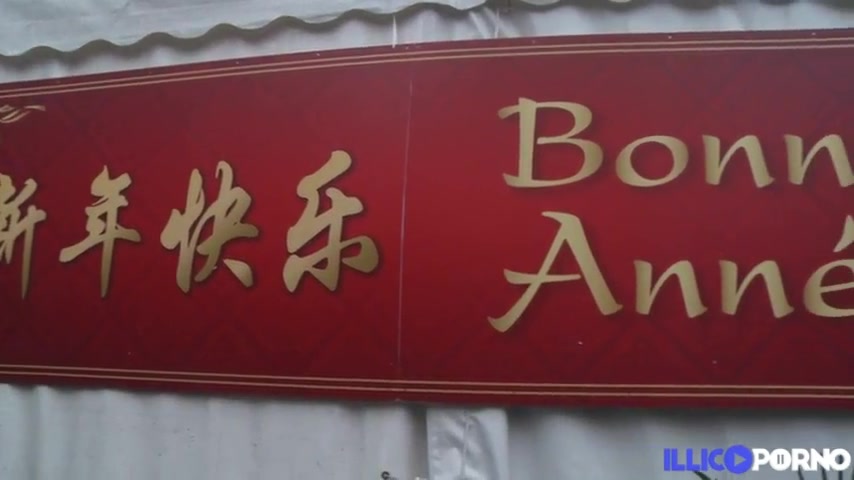 新年快乐
Bonn
Anné
ILLICOPORNO